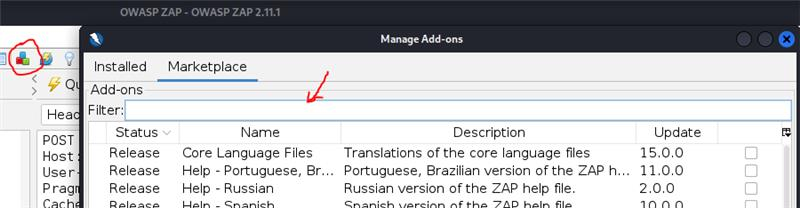 OWASP ZAP - OWASP ZAP 2.11.1
Manage Add-ons
Installed Marketplace
Add-ons
Filter:
Status Name Description Update
Release Core Language Files Translations of the core language files 15.0.0
Release Help - Portuguese, Br... Portuguese, Brazilian version of the ZAP h... 11.0.0
Release Help - Russian Russian version of the ZAP help file. 2.0.0
Release Help - Spanish Spanish version of the ZAP help file. 11.0.0
Qu
Head
POST
Host:
User-
Pragm
Cache